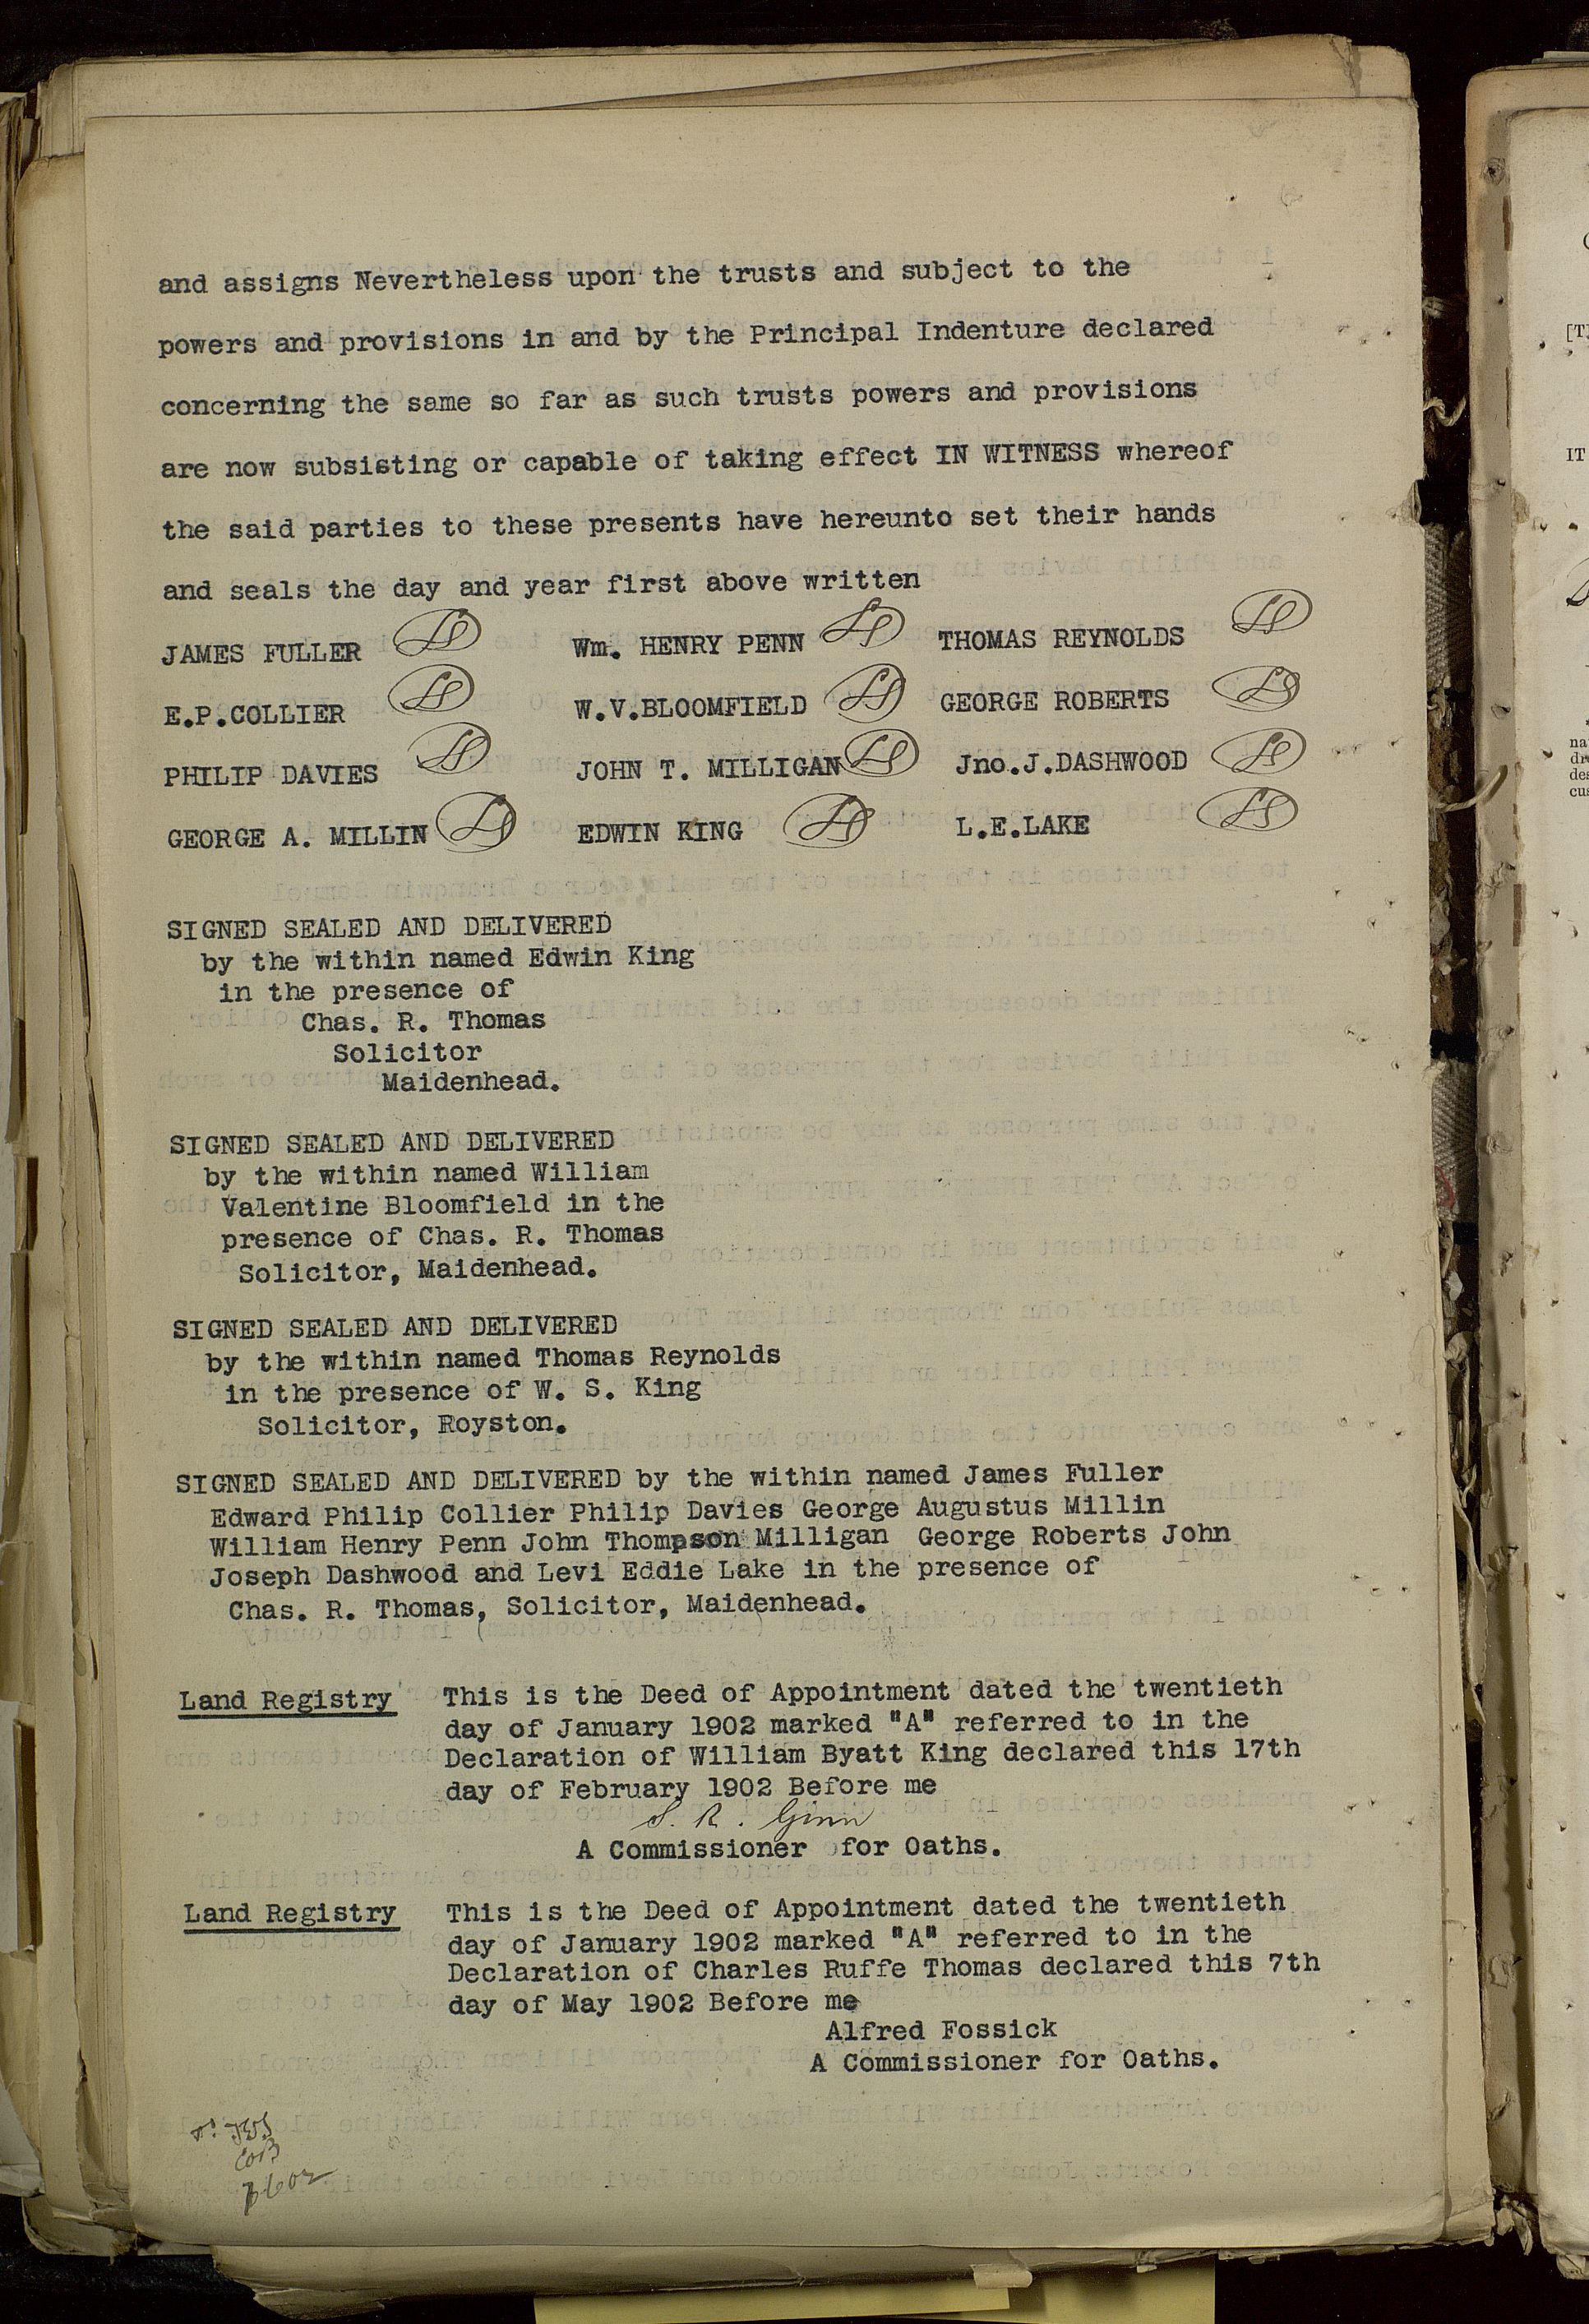 and assigns Nevertheless upon the trusts and subject to the
powers and provisions in and by the Principal Indenture declared
concerning the same so far as such trusts powers and provisions
are now subsisting or capable of taking effect IN WITNESS whereof
the said parties to these presents have hereunto set their hands
and seals the day and year first above written
JAMES FULLER LS Wm. HENRY PENN LS THOMAS REYNOLDS LS
E.P.COLLIER LS W.V.BLOOMFIELD LS GEORGE ROBERTS LS
PHILIP DAVIES LS JOHN T. MILLIGAN LS Jno.J.DASHWOOD LS
GEORGE A. MILLIN LS EDWIN KING LS L.E.LAKE LS
SIGNED SEALED AND DELIVERED
by the within named Edwin King
in the presence of
Chas. R. Thomas
Solicitor
Maidenhead.
SIGNED SEALED AND DELIVERED
by the within named William
Valentine Bloomfield in the
presence of Chas. R. Thomas
Solicitor, Maidenhead.
SIGNED SEALED AND DELIVERED
by the within named Thomas Reynolds
in the presence of W. S. King
Solicitor, Royston.
SIGNED SEALED AND DELIVERED by the within named James Fuller
Edward Philip Collier Philip Davies George Augustus Millin
William Henry Penn John Thompson Milligan George Roberts John
Joseph Dashwood and Levi Eddie Lake in the presence of
Chas. R. Thomas, Solicitor, Maidenhead.
Land Registry This is the Deed of Appointment dated the twentieth
day of January 1902 marked "A" referred to in the
Declaration of William Byatt King declared this 17th
day of February 1902 Before me
S. R. Ginn
A Commissioner for Oaths.
Land Registry This is the Deed of Appointment dated the twentieth
day of January 1902 marked "A" referred to in the
Declaration of Charles Ruffe Thomas declared this 7th
day of May 1902 Before me
Alfred Fossick
A Commissioner for Oaths.